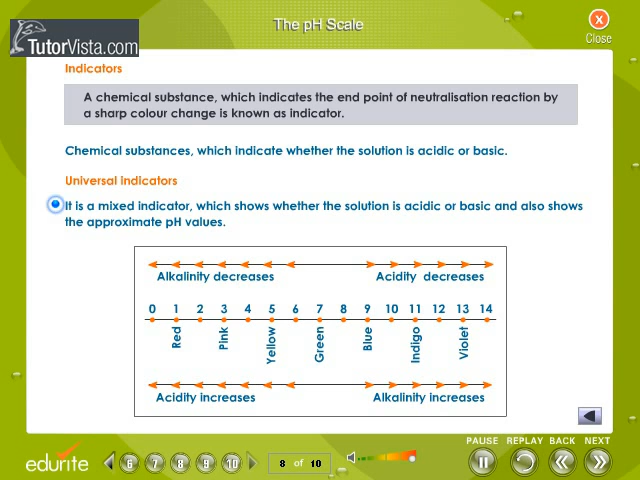 The pH Scale
Close
TutorVista.com
Indicators
A chemical substance, which indicates the end point of neutralisation reaction by
a sharp colour change is known as indicator.
Chemical substances, which indicate whether the solution is acidic or basic.
Universal indicators
It is a mixed indicator, which shows whether the solution is acidic or basic and also shows
the approximate pH values.
Alkalinity decreases Acidity decreases
0 1 2 3 4 5 6 7 8 9 10 11 12 13 14
Red Pink Yellow Green Blue Indigo Violet
Acidity increases Alkalinity increases
PAUSE REPLAY BACK NEXT
edurite 6 7 8 9 10 8 of 10